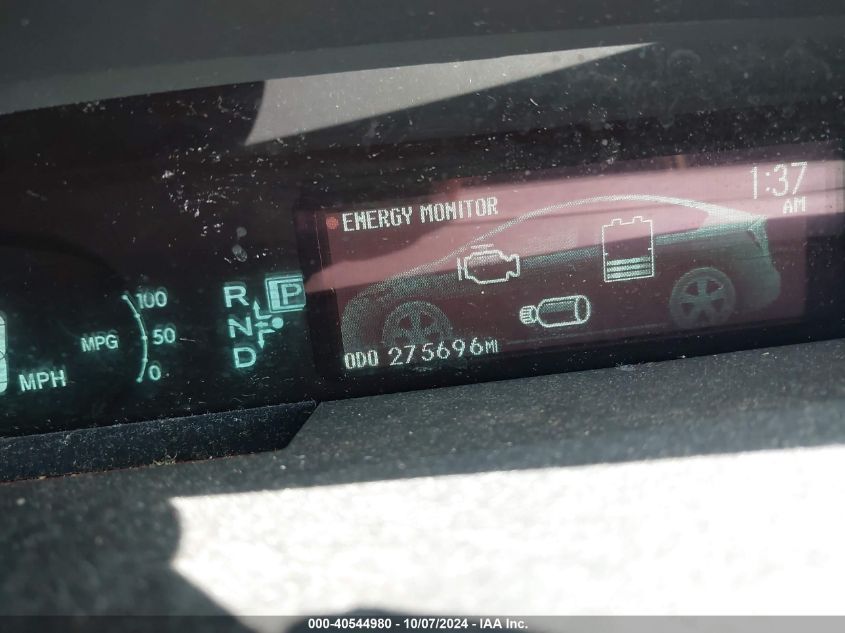 ENERGY MONITOR
1:37
AM
100
50
0
MPG
MPH
R
P
N
D
ODO 275696MI
000-40544980 - 10/07/2024 - IAA Inc.